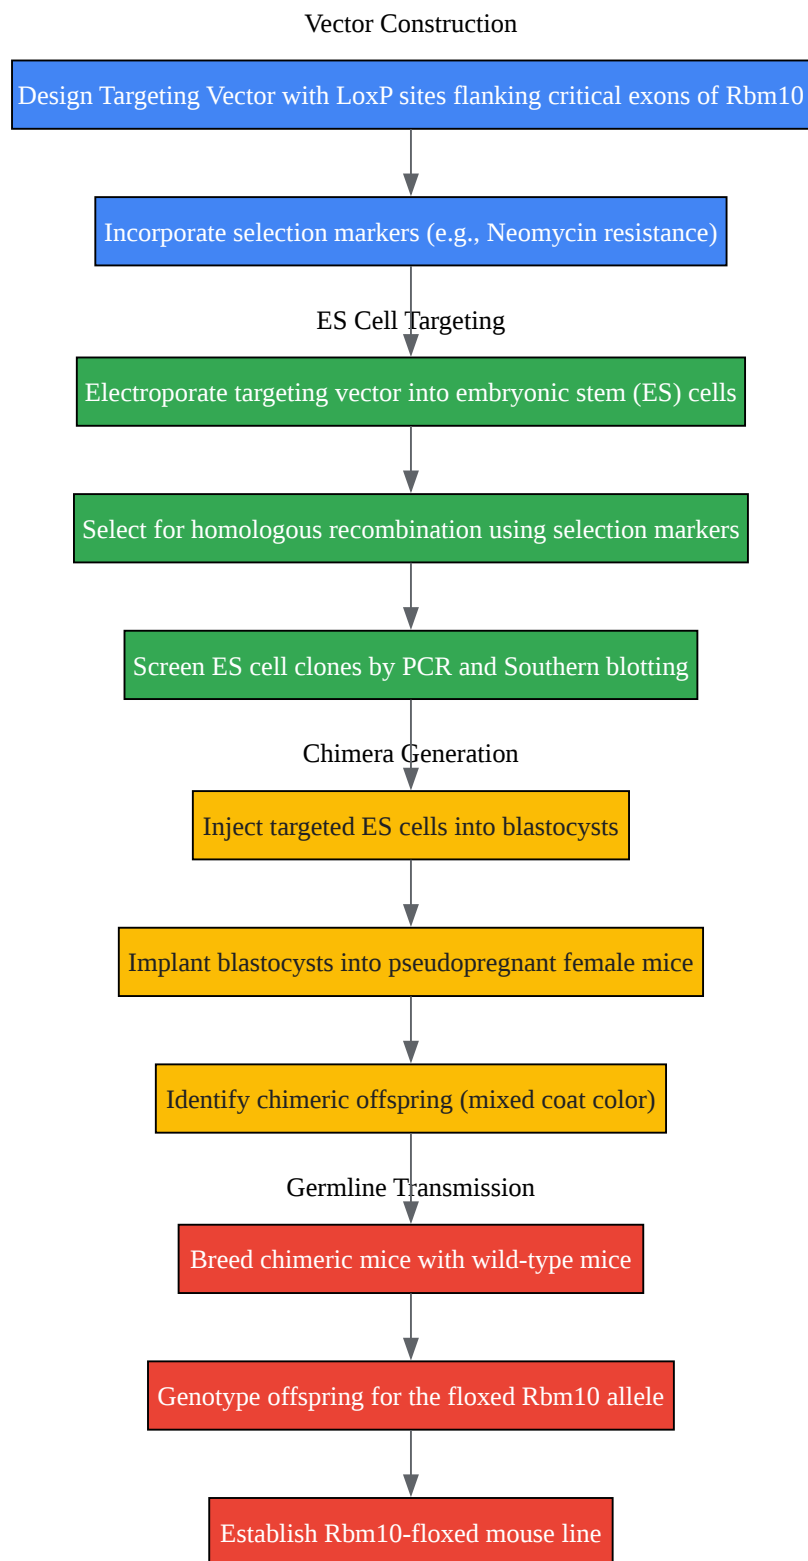 Vector Construction
Design Targeting Vector with LoxP sites flanking critical exons of Rbm10
Incorporate selection markers (e.g., Neomycin resistance)
ES Cell Targeting
Electroporate targeting vector into embryonic stem (ES) cells
Select for homologous recombination using selection markers
Screen ES cell clones by PCR and Southern blotting
Chimera Generation
Inject targeted ES cells into blastocysts
Implant blastocysts into pseudopregnant female mice
Identify chimeric offspring (mixed coat color)
Germline Transmission
Breed chimeric mice with wild-type mice
Genotype offspring for the floxed Rbm10 allele
Establish Rbm10-floxed mouse line